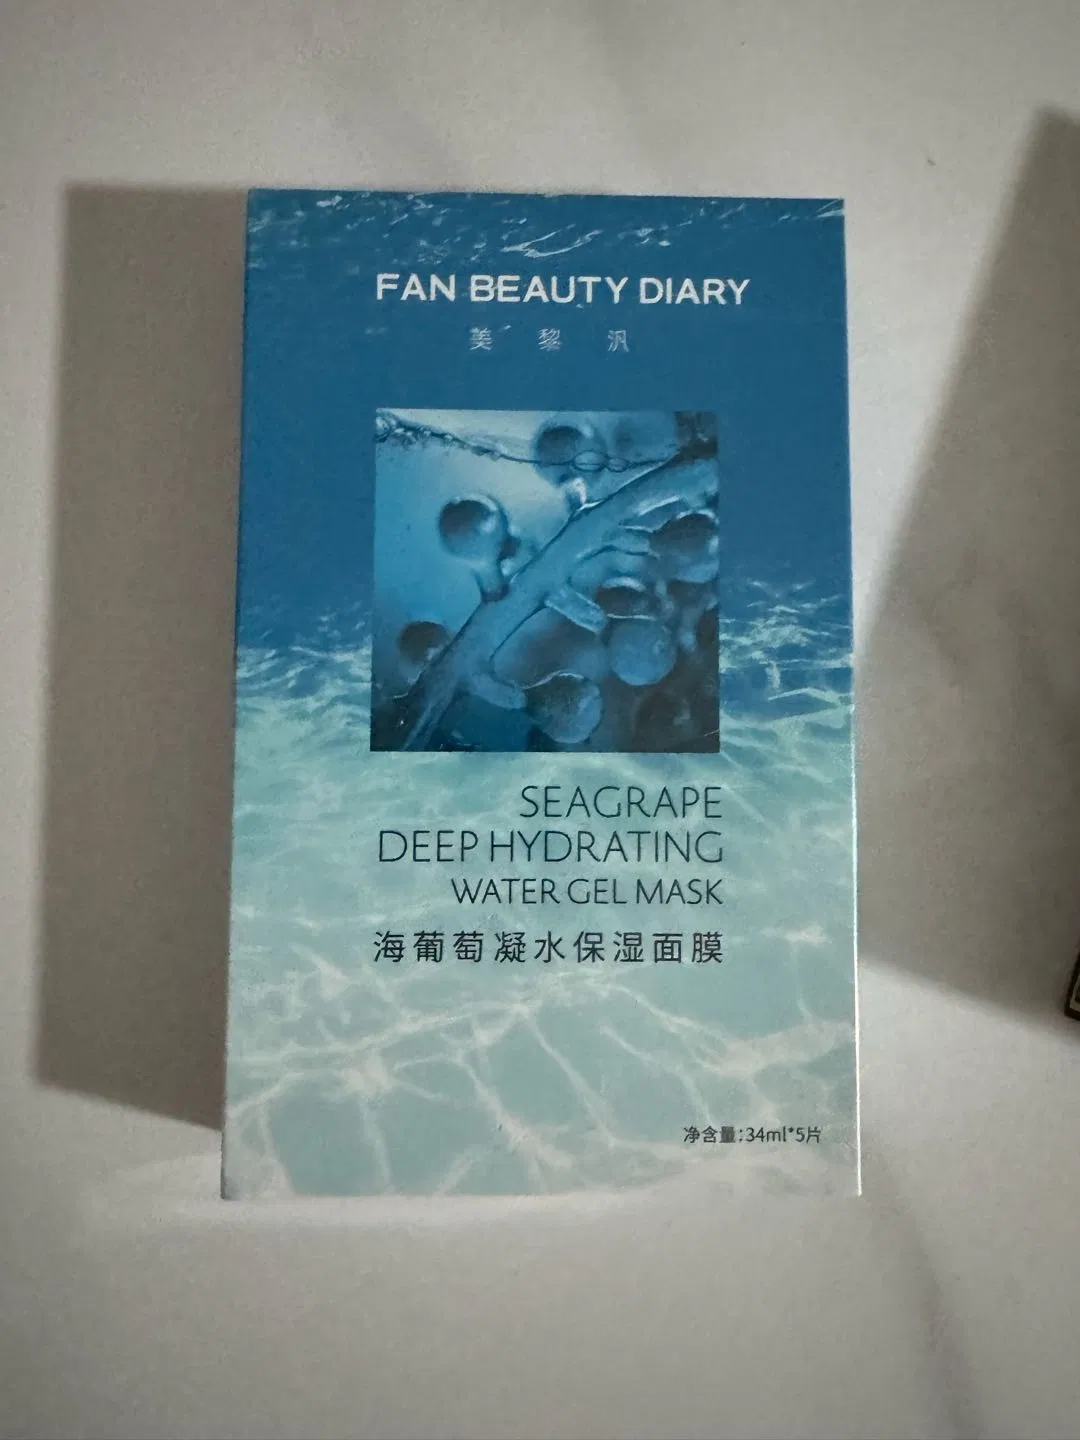 FAN BEAUTY DIARY
美黎汎
SEAGRAPE
DEEP HYDRATING
WATER GEL MASK
海葡萄凝水保湿面膜
净含量:34ml*5片